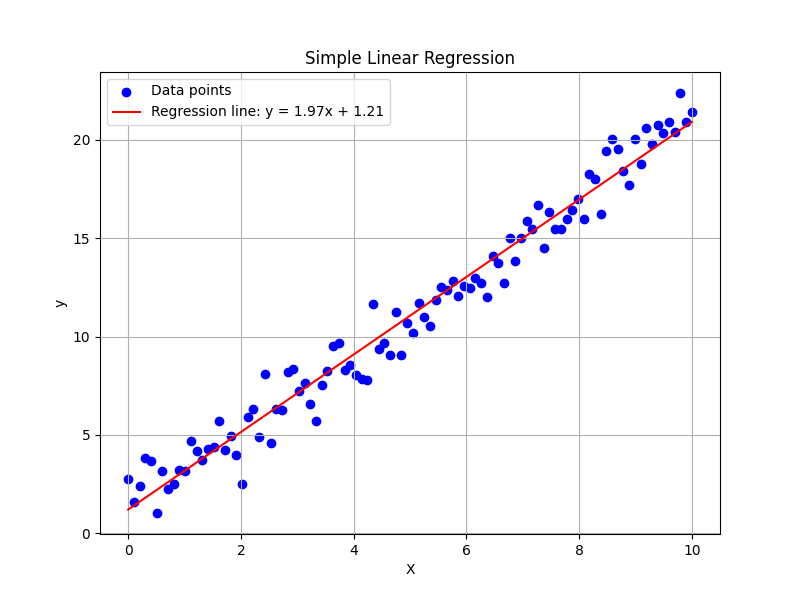 Simple Linear Regression
Data points
Regression line: y = 1.97x + 1.21
20
15
10
5
0
y
0 2 4 6 8 10
X